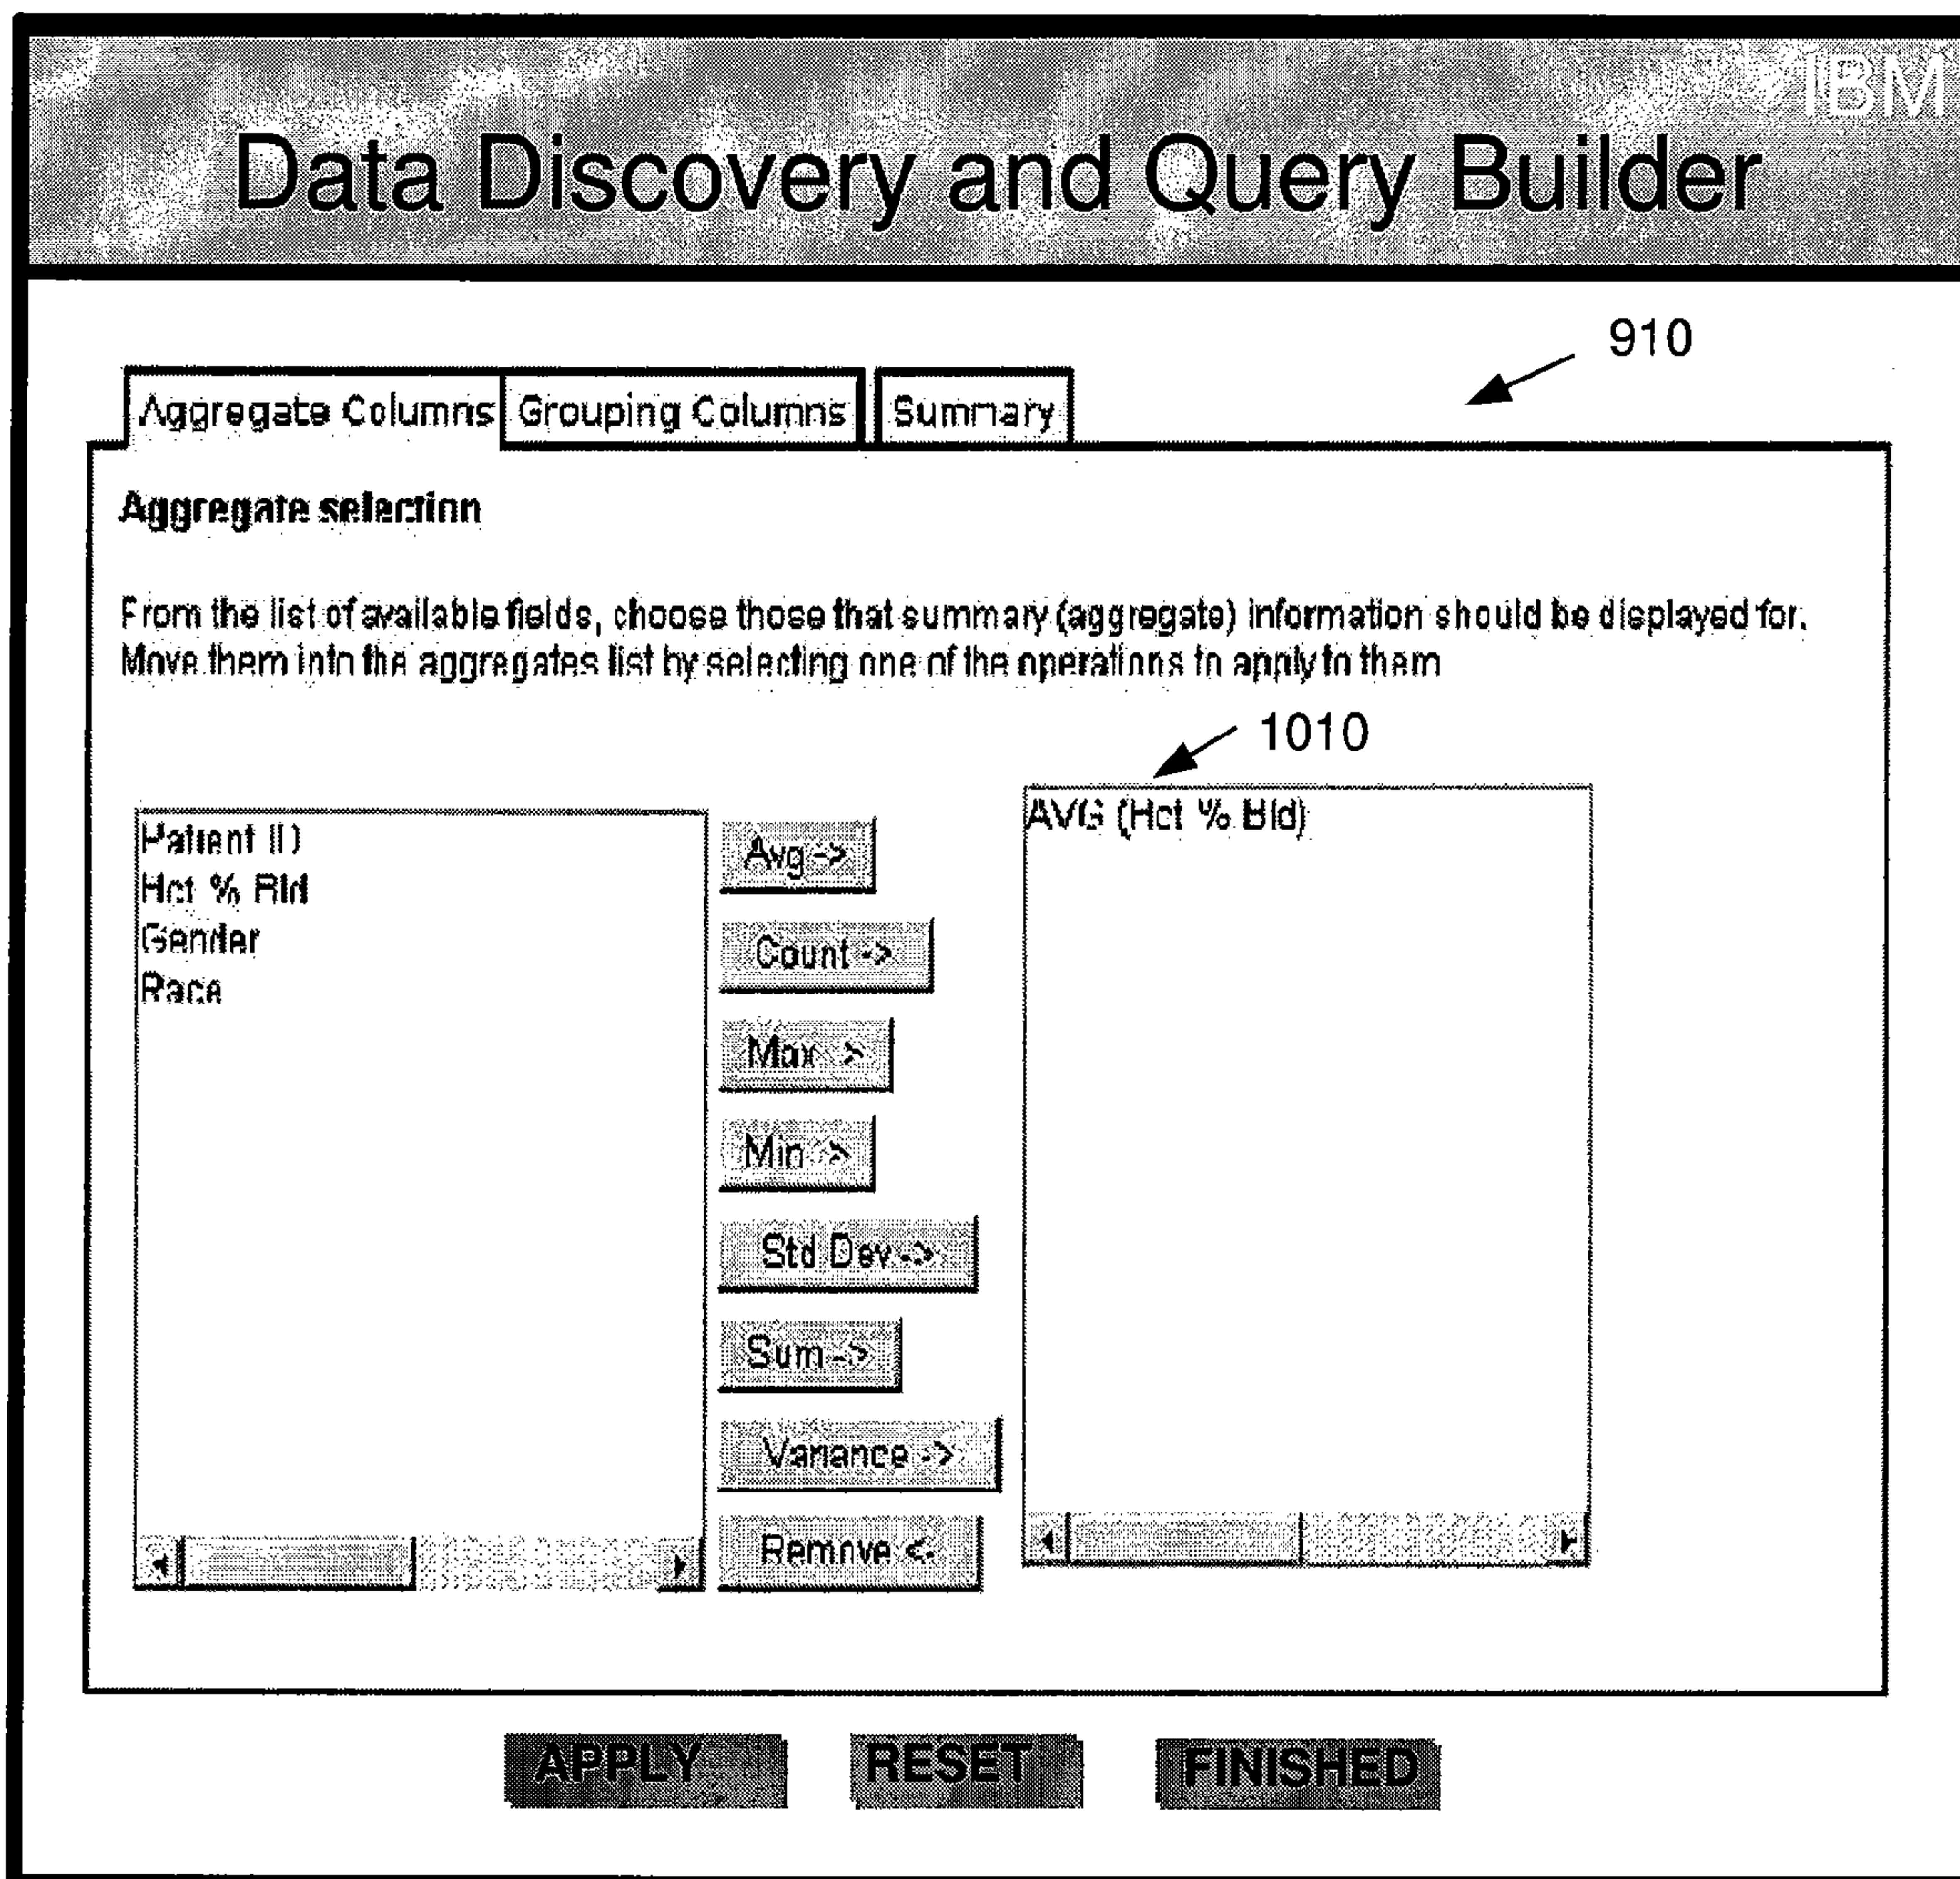 IBM
Data Discovery and Query Builder
910
Aggregate Columns Grouping Columns Summary
Aggregate selection
From the list of available fields, choose those that summary (aggregate) information should be displayed for.
Move them into the aggregates list by selecting one of the operations to apply to them
1010
Patient ID
Hct % Bld
Gender
Race
Avg ->
Count ->
Max ->
Min ->
Std Dev ->
Sum ->
Variance ->
Remove <-
AVG (Hct % Bld)
APPLY RESET FINISHED